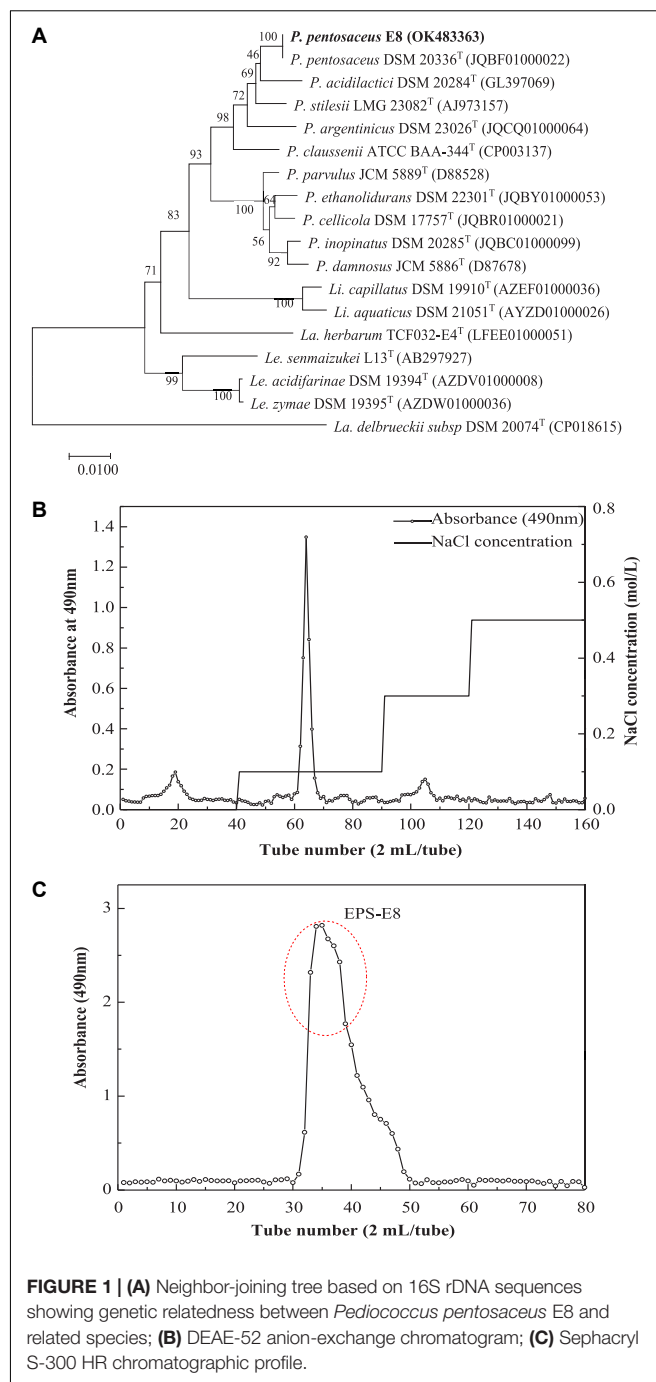 A
P. pentosaceus E8 (OK483363)
P. pentosaceus DSM 20336T (JQBF01000022)
P. acidilactici DSM 20284T (GL397069)
P. stilesii LMG 23082T (AJ973157)
P. argentinicus DSM 23026T (JQCQ01000064)
P. claussenii ATCC BAA-344T (CP003137)
P. parvulus JCM 5889T (D88528)
P. ethanolidurans DSM 22301T (JQBY01000053)
P. cellicola DSM 17757T (JQBR01000021)
P. inopinatus DSM 20285T (JQBC01000099)
P. damnosus JCM 5886T (D87678)
Li. capillatus DSM 19910T (AZEF01000036)
Li. aquaticus DSM 21051T (AYZD01000026)
La. herbarum TCF032-E4T (LFEE01000051)
Le. senmaizukei L13T (AB297927)
Le. acidifarinae DSM 19394T (AZDV01000008)
Le. zymae DSM 19395T (AZDW01000036)
La. delbrueckii subsp DSM 20074T (CP018615)
100
46
69
72
98
93
64
100
83
56
92
71
100
99
100
0.0100
B
Absorbance (490nm)
NaCl concentration
Absorbance at 490nm
1.4
1.2
1.0
0.8
0.6
0.4
0.2
0.0
NaCl concentration (mol/L)
0.8
0.6
0.4
0.2
0.0
0 20 40 60 80 100 120 140 160
Tube number (2 mL/tube)
C
EPS-E8
Absorbance (490nm)
3
2
1
0
0 10 20 30 40 50 60 70 80
Tube number (2 mL/tube)
FIGURE 1 | (A) Neighbor-joining tree based on 16S rDNA sequences
showing genetic relatedness between Pediococcus pentosaceus E8 and
related species; (B) DEAE-52 anion-exchange chromatogram; (C) Sephacryl
S-300 HR chromatographic profile.